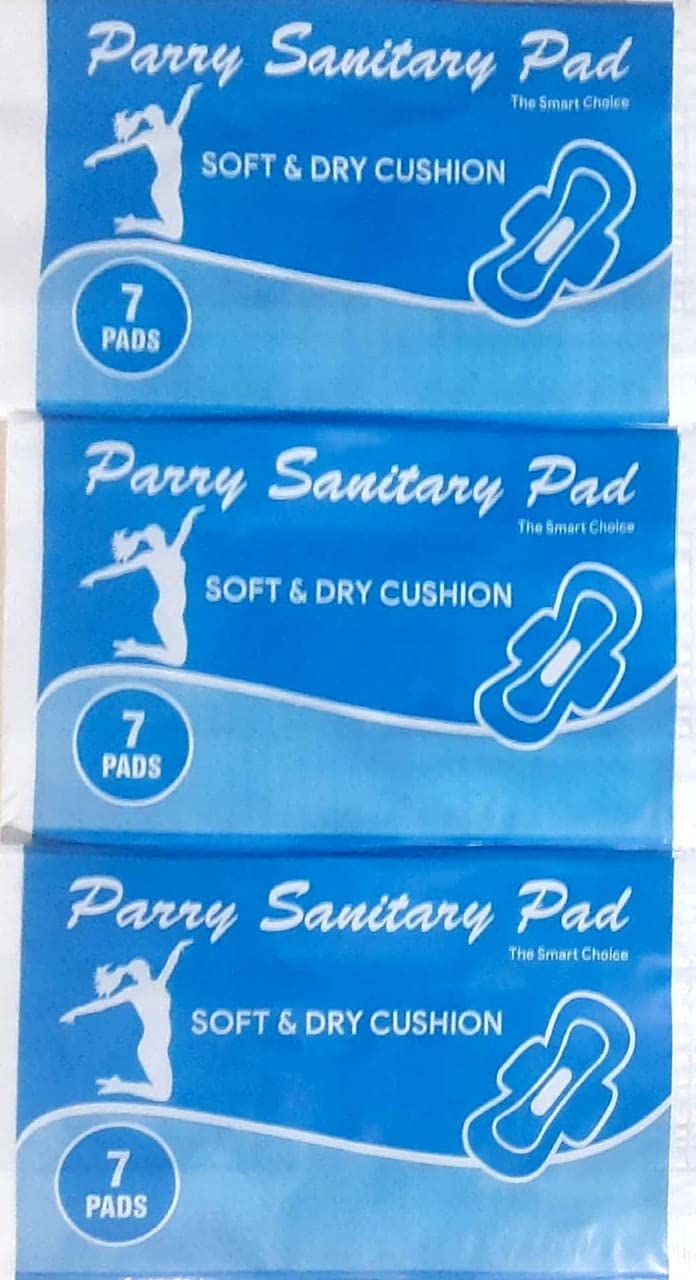 Parry Sanitary Pad
The Smart Choice
SOFT & DRY CUSHION
7
PADS
Parry Sanitary Pad
The Smart Choice
SOFT & DRY CUSHION
7
PADS
Parry Sanitary Pad
The Smart Choice
SOFT & DRY CUSHION
7
PADS